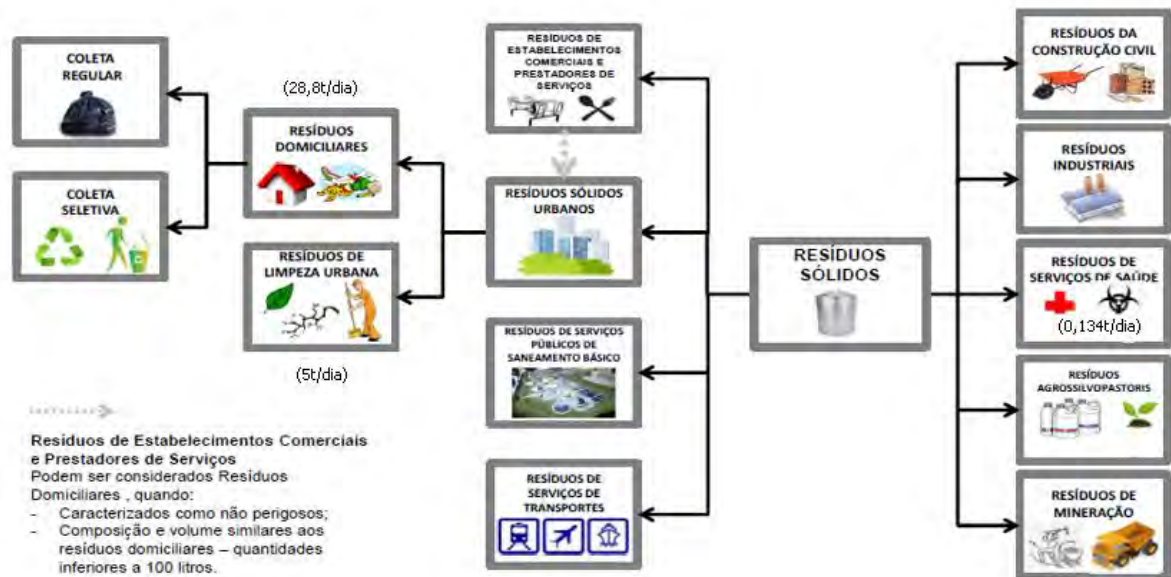 COLETA
REGULAR
COLETA
SELETIVA
(28,8t/dia)
RESÍDUOS
DOMICILIARES
RESÍDUOS DE
LIMPEZA URBANA
(5t/dia)
RESÍDUOS DE
ESTABELECIMENTOS
COMERCIAIS E
PRESTADORES DE
SERVIÇOS
RESÍDUOS SÓLIDOS
URBANOS
RESÍDUOS DE SERVIÇOS
PÚBLICOS DE
SANEAMENTO BÁSICO
RESÍDUOS DE
SERVIÇOS DE
TRANSPORTES
RESÍDUOS
SÓLIDOS
RESÍDUOS DA
CONSTRUÇÃO CIVIL
RESÍDUOS
INDUSTRIAIS
RESÍDUOS DE
SERVIÇOS DE SAÚDE
(0,134t/dia)
RESÍDUOS
AGROSSILVOPASTORIS
RESÍDUOS DE
MINERAÇÃO
Resíduos de Estabelecimentos Comerciais
e Prestadores de Serviços
Podem ser considerados Resíduos
Domiciliares , quando:
- Caracterizados como não perigosos;
- Composição e volume similares aos
resíduos domiciliares – quantidades
inferiores a 100 litros.